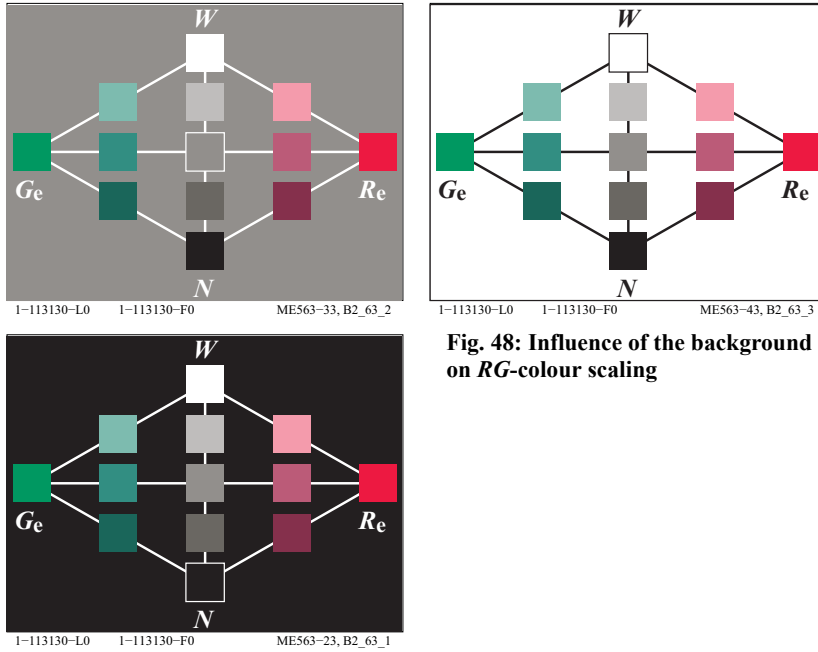 W
Ge Re
N
1−113130−L0 1−113130−F0 ME563−33, B2_63_2
W
Ge Re
N
1−113130−L0 1−113130−F0 ME563−43, B2_63_3
Fig. 48: Influence of the background
on RG-colour scaling
W
Ge Re
N
1−113130−L0 1−113130−F0 ME563−23, B2_63_1